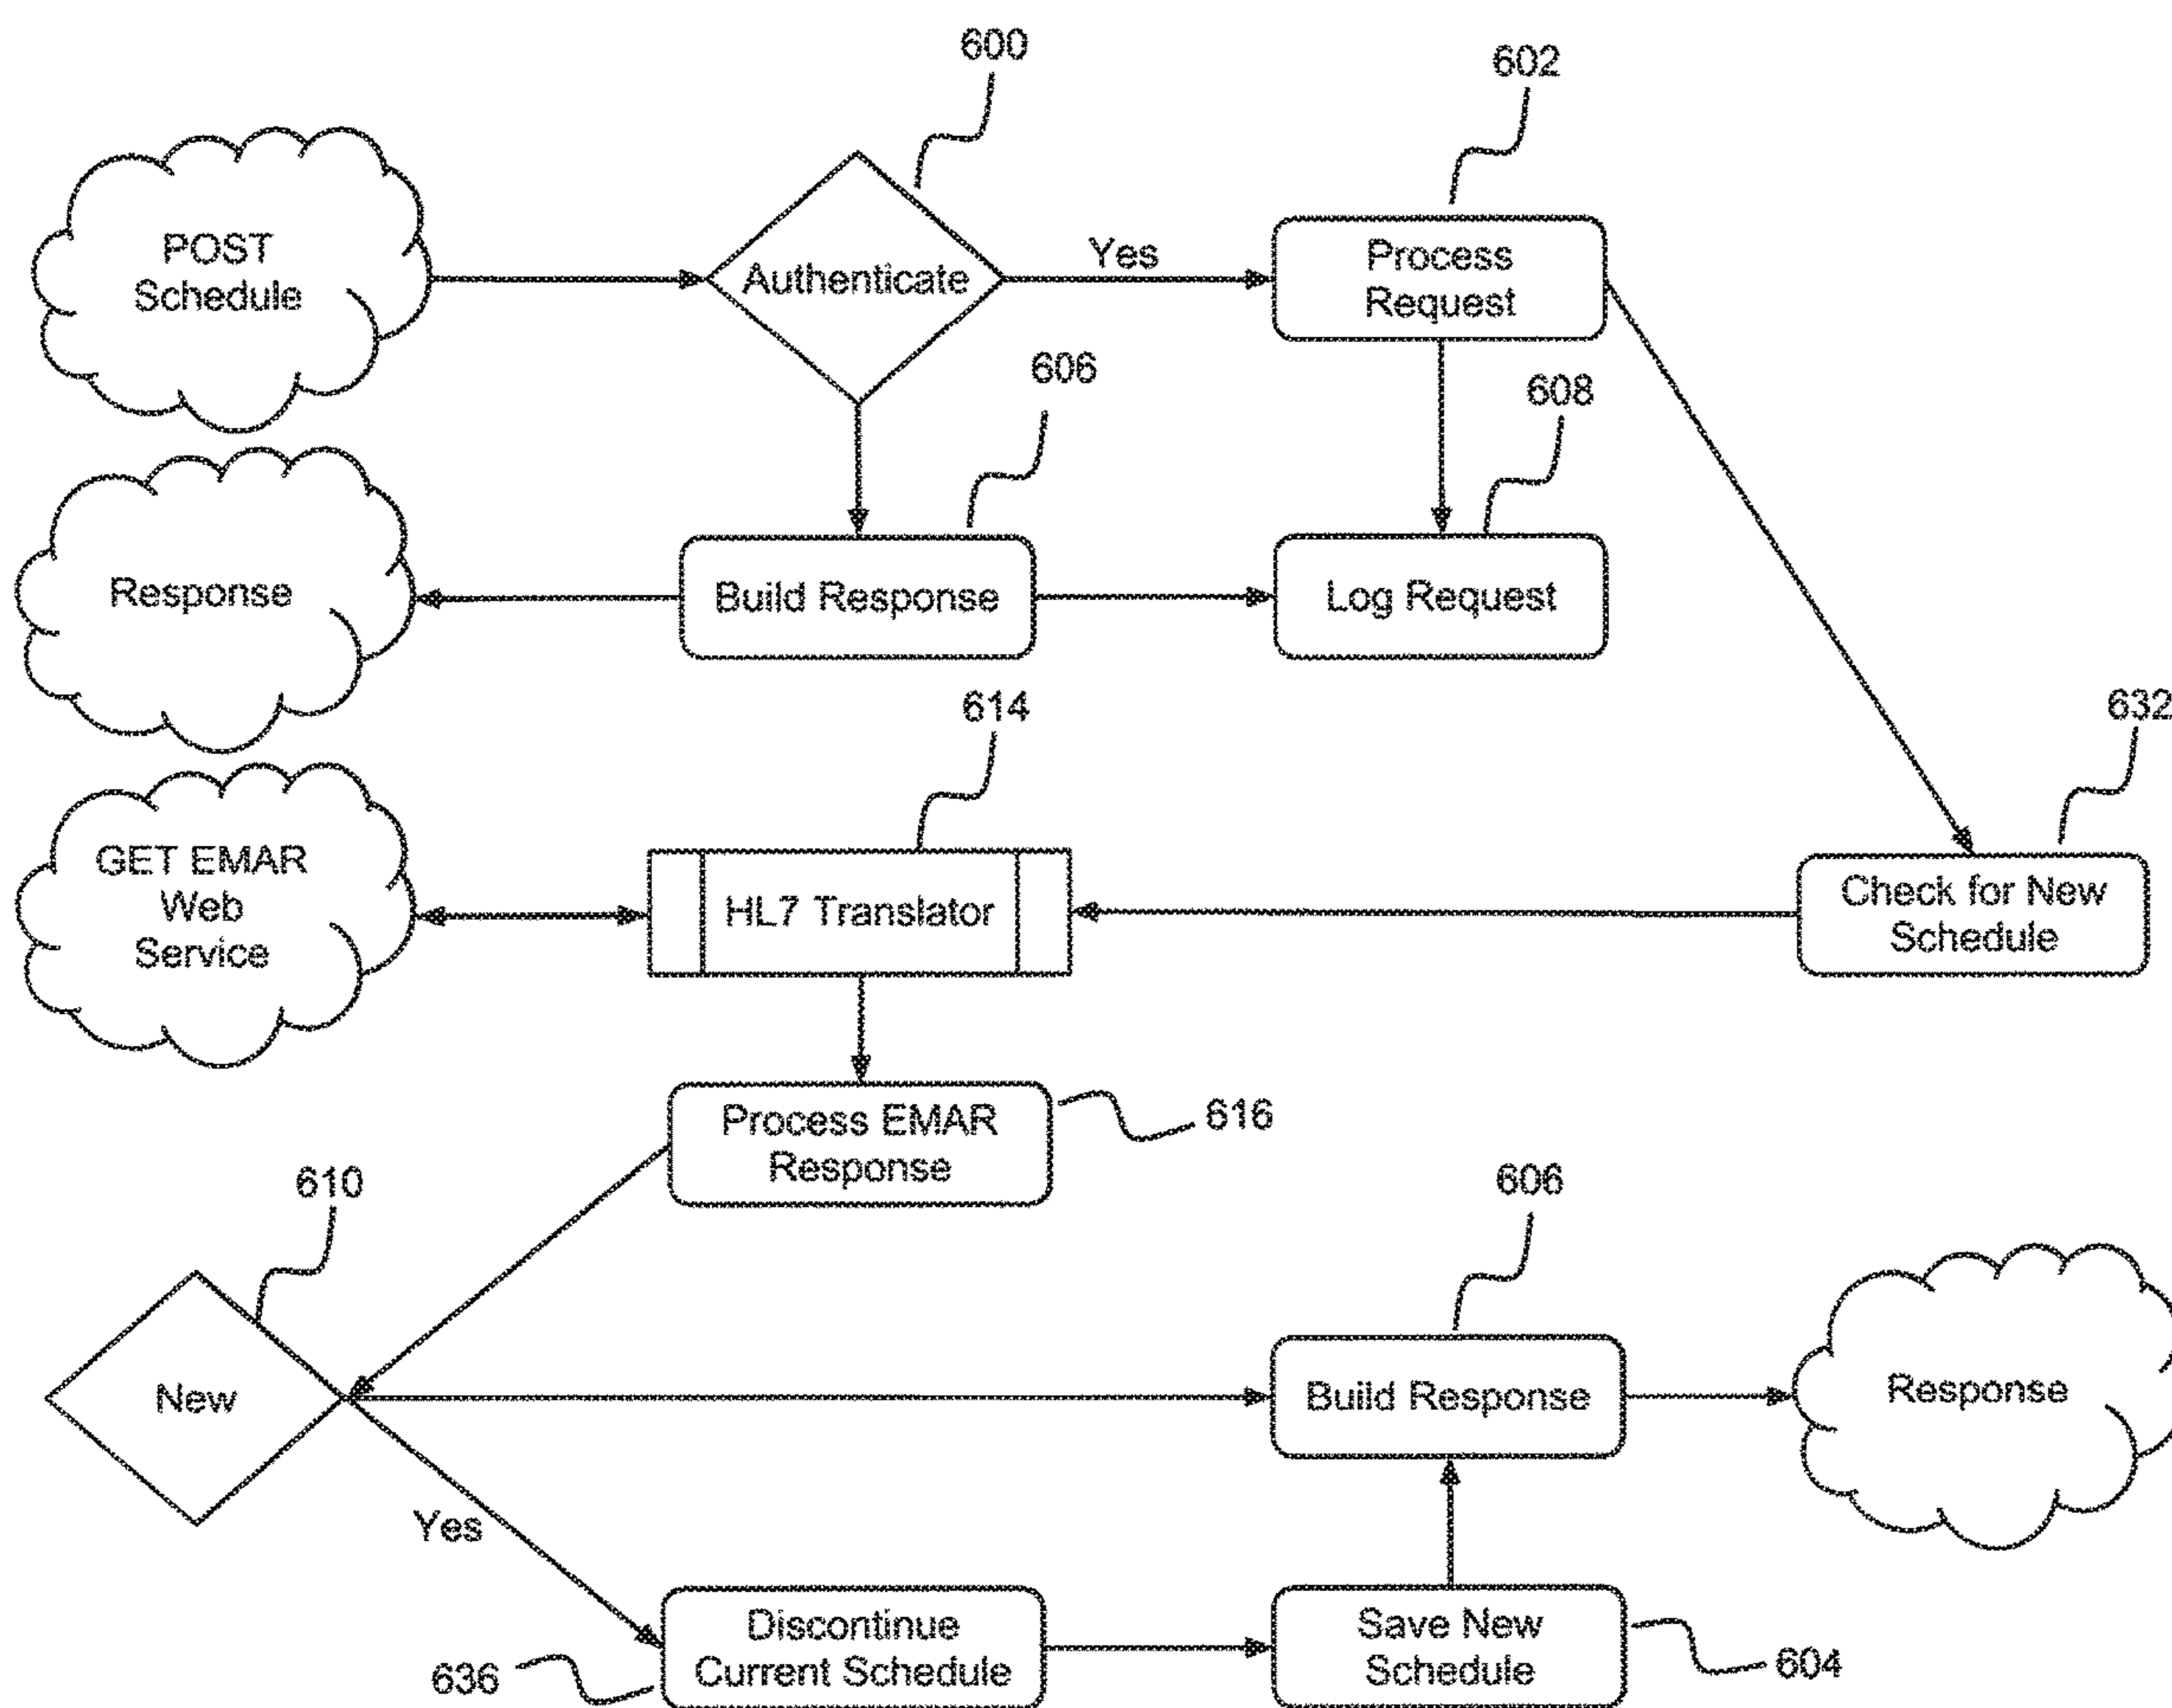 600
602
POST
Schedule
Authenticate
Yes
Process
Request
606
608
Response
Build Response
Log Request
614
632
GET EMAR
Web
Service
HL7 Translator
Check for New
Schedule
Process EMAR
Response
616
610
606
New
Build Response
Response
Yes
Discontinue
Current Schedule
636
Save New
Schedule
604